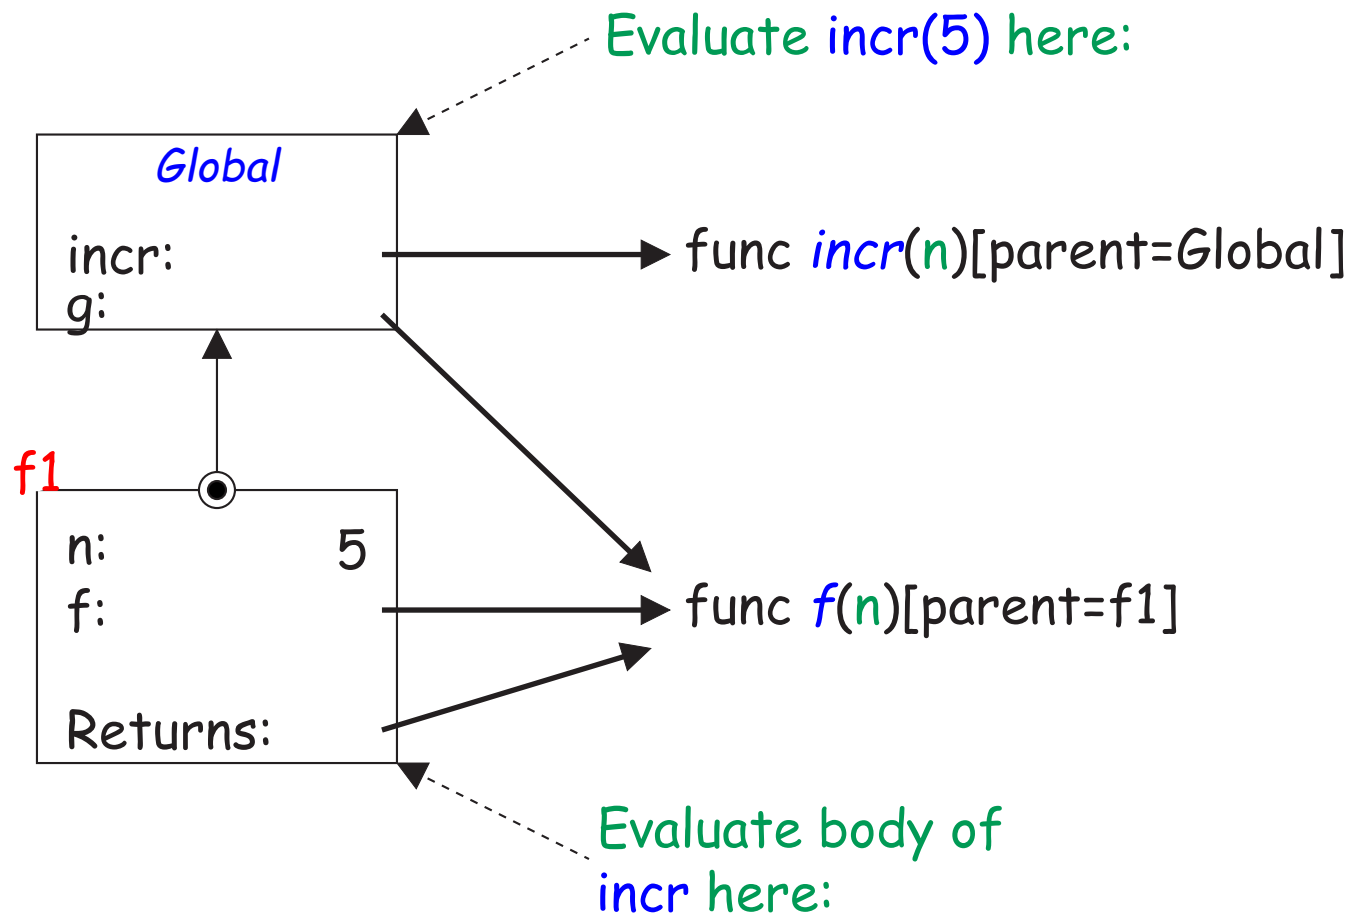 Evaluate incr(5) here:
Global
incr:
func incr(n)[parent=Global]
g:
f1
n: 5
f:
func f(n)[parent=f1]
Returns:
Evaluate body of
incr here: